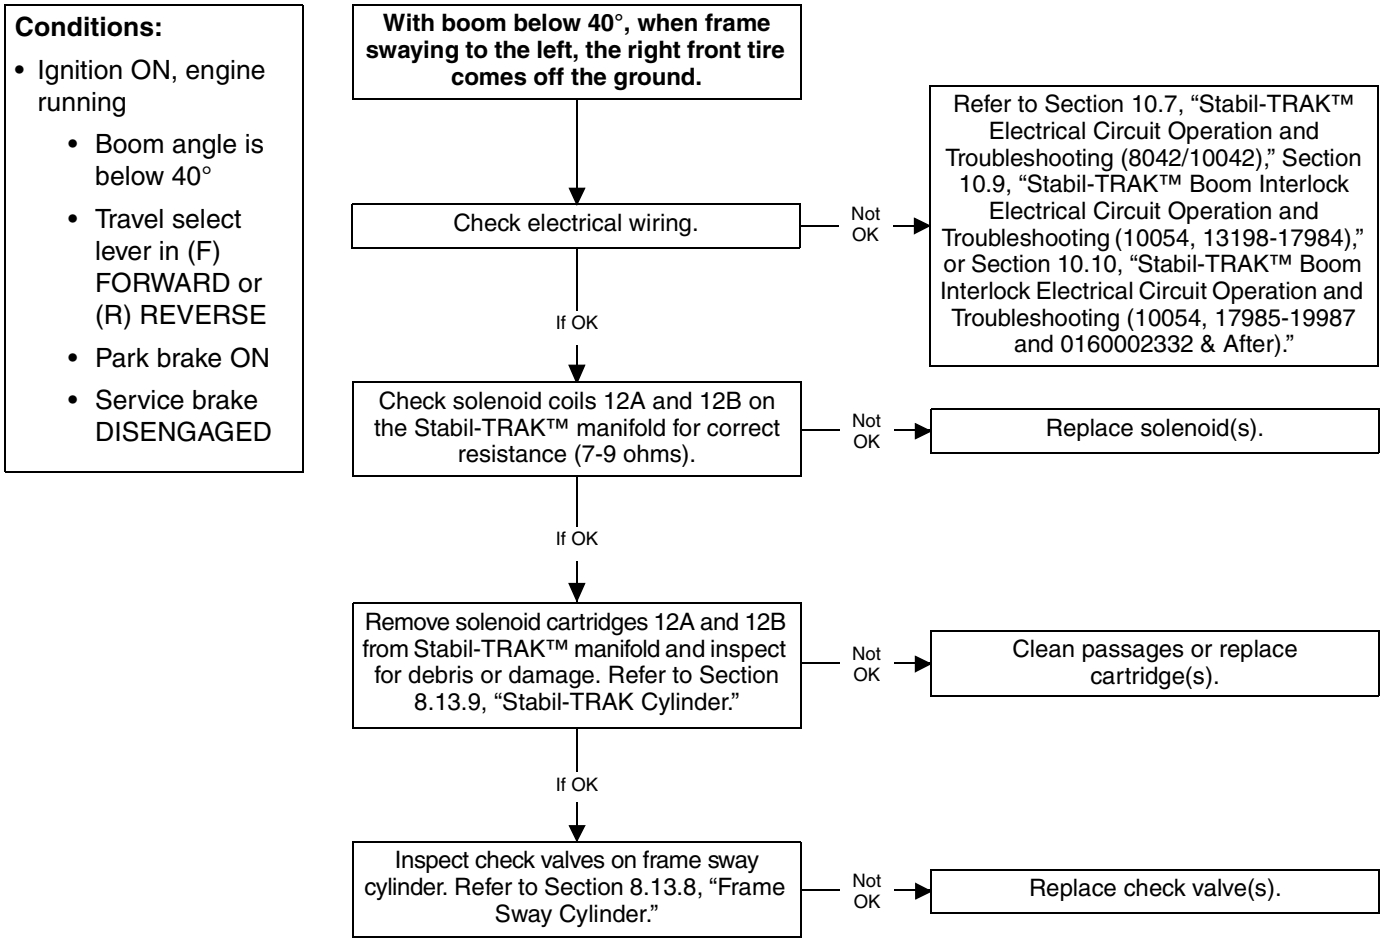 Conditions:
• Ignition ON, engine
running
• Boom angle is
below 40°
• Travel select
lever in (F)
FORWARD or
(R) REVERSE
• Park brake ON
• Service brake
DISENGAGED
With boom below 40°, when frame
swaying to the left, the right front tire
comes off the ground.
Check electrical wiring.
Not
OK
Refer to Section 10.7, “Stabil-TRAK™
Electrical Circuit Operation and
Troubleshooting (8042/10042),” Section
10.9, “Stabil-TRAK™ Boom Interlock
Electrical Circuit Operation and
Troubleshooting (10054, 13198-17984),”
or Section 10.10, “Stabil-TRAK™ Boom
Interlock Electrical Circuit Operation and
Troubleshooting (10054, 17985-19987
and 0160002332 & After).”
If OK
Check solenoid coils 12A and 12B on
the Stabil-TRAK™ manifold for correct
resistance (7-9 ohms).
Not
OK
Replace solenoid(s).
If OK
Remove solenoid cartridges 12A and 12B
from Stabil-TRAK™ manifold and inspect
for debris or damage. Refer to Section
8.13.9, “Stabil-TRAK Cylinder.”
Not
OK
Clean passages or replace
cartridge(s).
If OK
Inspect check valves on frame sway
cylinder. Refer to Section 8.13.8, “Frame
Sway Cylinder.”
Not
OK
Replace check valve(s).